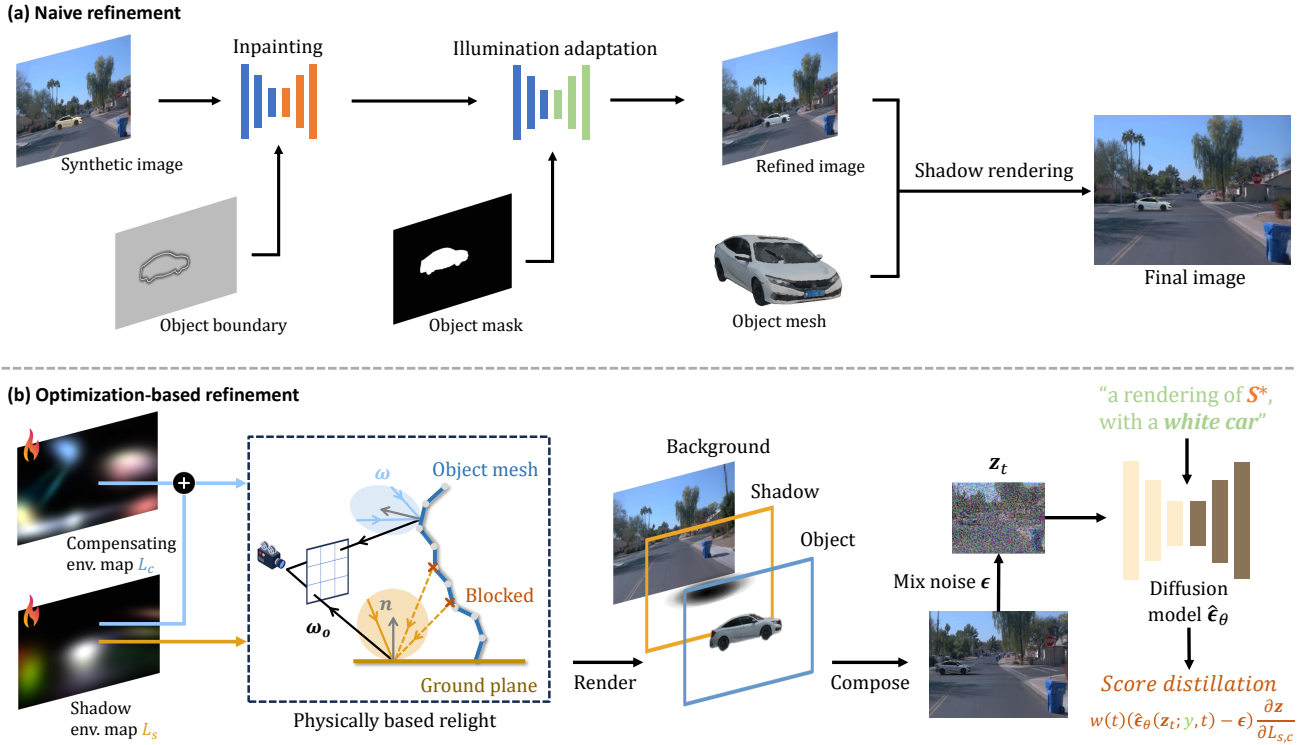 (a) Naive refinement
Inpainting
Illumination adaptation
Synthetic image
Refined image
Shadow rendering
Object boundary
Object mask
Object mesh
Final image
(b) Optimization-based refinement
"a rendering of S*,
with a white car"
Background
Shadow
Object
ω
Object mesh
z_t
Compensating
env. map L_c
Blocked
n
ω_o
Mix noise ϵ
Diffusion
model ϵ̂_θ
Ground plane
Render
Compose
Shadow
env. map L_s
Physically based relight
Score distillation
w(t)(ϵ̂_θ(z_t; y, t) − ϵ) ∂z/∂L_{s,c}